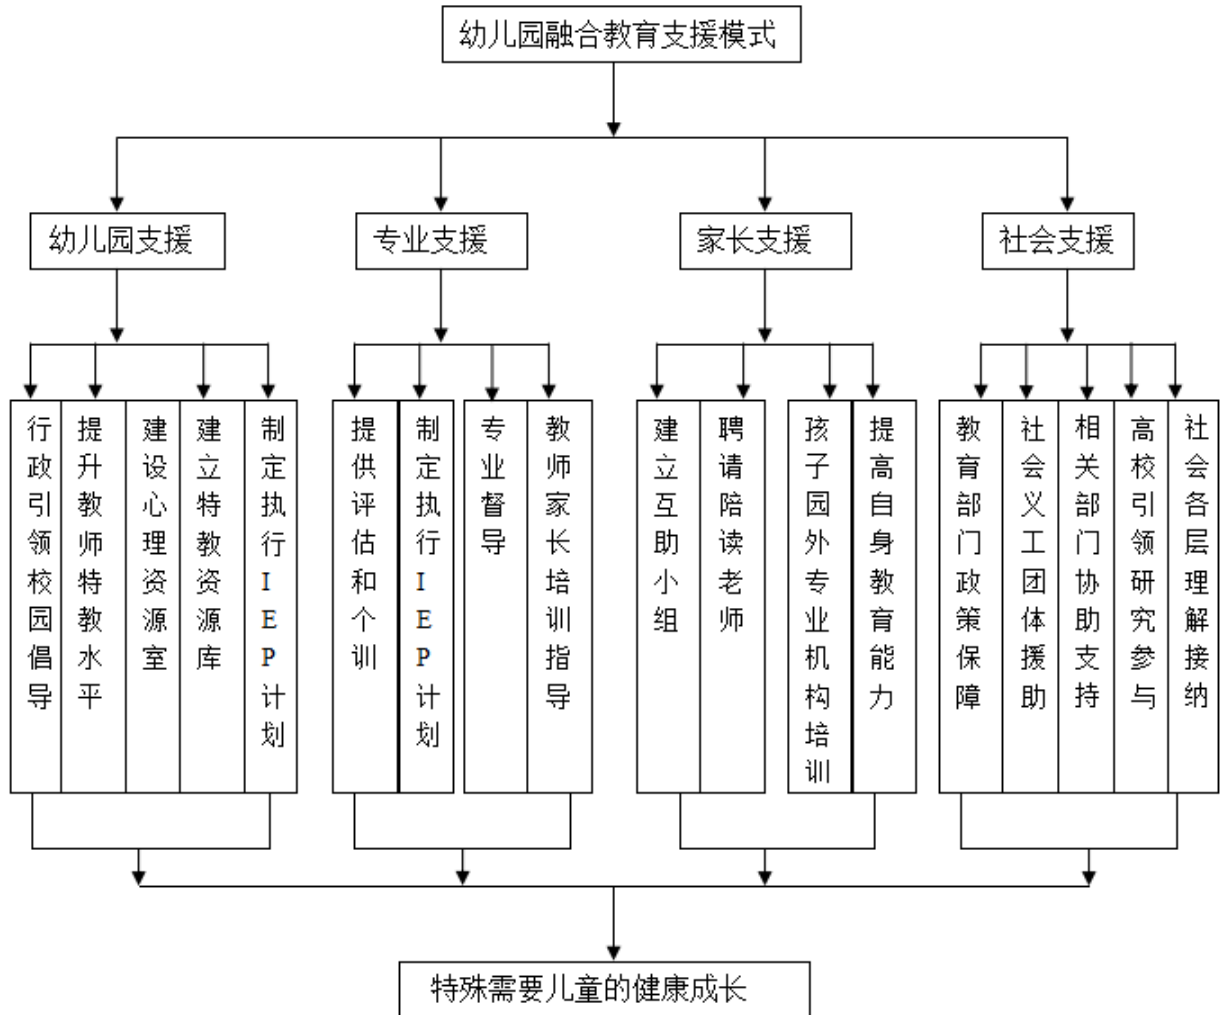 幼儿园融合教育支援模式
幼儿园支援
专业支援
家长支援
社会支援
行政引领校园倡导
提升教师特教水平
建设心理资源室
建立特教资源库
制定执行IEP计划
提供评估和个训
制定执行IEP计划
专业督导
教师家长培训指导
建立互助小组
聘请陪读老师
孩子园外专业机构培训
提高自身教育能力
教育部门政策保障
社会义工团体援助
相关部门协助支持
高校引领研究参与
社会各层理解接纳
特殊需要儿童的健康成长